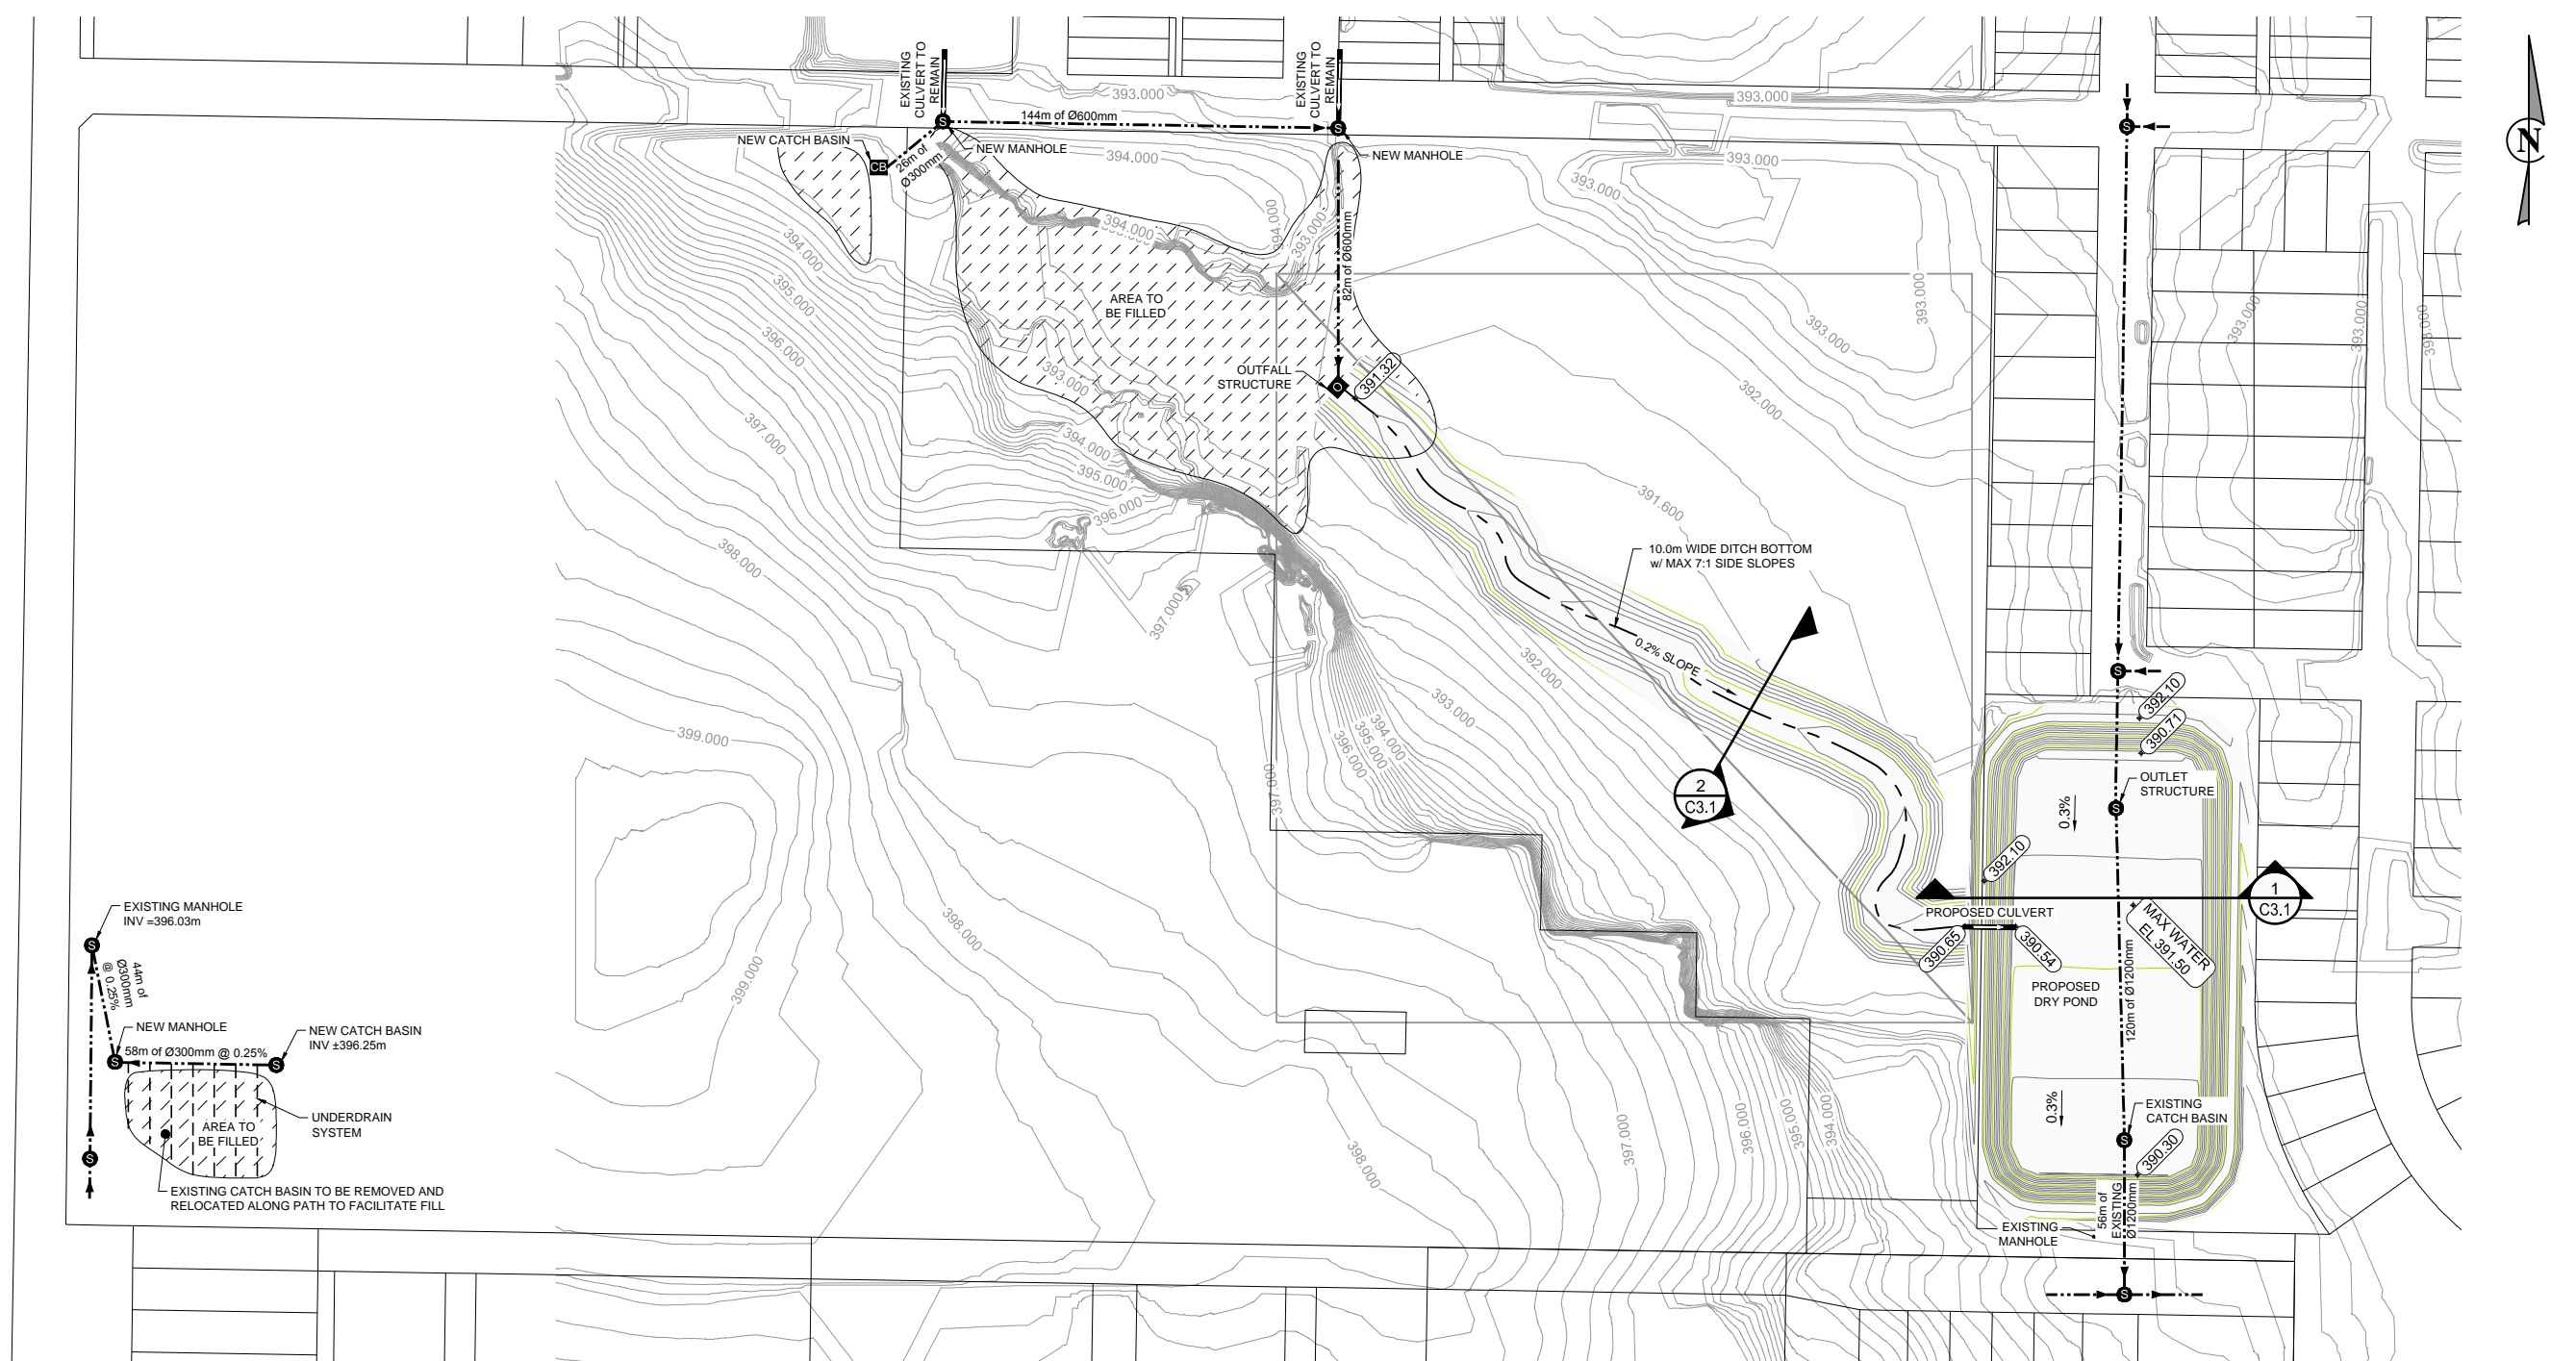 EXISTING
CULVERT TO
REMAIN
EXISTING
CULVERT TO
REMAIN
393.000
393.000
144m of Ø600mm
S
S
S
N
NEW CATCH BASIN
CB
26m of
Ø300mm
NEW MANHOLE
394.000
NEW MANHOLE
393.000
393.000
394.000
394.000
393.000
394.000
82m of Ø600mm
395.000
396.000
AREA TO
BE FILLED
393.000
393.000
393.000
393.000
393.000
393.000
OUTFALL
STRUCTURE
O
391.32
392.000
397.000
394.000
395.000
396.000
391.600
398.000
397.000
10.0m WIDE DITCH BOTTOM
w/ MAX 7:1 SIDE SLOPES
0.2% SLOPE
392.000
393.000
394.000
395.000
396.000
397.000
399.000
S
392.10
390.71
OUTLET
STRUCTURE
S
0.3%
2
C3.1
392.10
1
C3.1
PROPOSED CULVERT
390.65
390.54
MAX WATER
EL 391.50
PROPOSED
DRY POND
120m of Ø1200mm
EXISTING MANHOLE
INV =396.03m
S
44m of
Ø300mm
@ 0.25%
398.000
399.000
NEW MANHOLE
S
58m of Ø300mm @ 0.25%
S
NEW CATCH BASIN
INV ±396.25m
UNDERDRAIN
SYSTEM
AREA TO
BE FILLED
S
EXISTING CATCH BASIN TO BE REMOVED AND
RELOCATED ALONG PATH TO FACILITATE FILL
398.000
397.000
396.000
395.000
394.000
0.3%
EXISTING
CATCH BASIN
S
390.30
56m of
EXISTING
Ø1200mm
EXISTING
MANHOLE
S